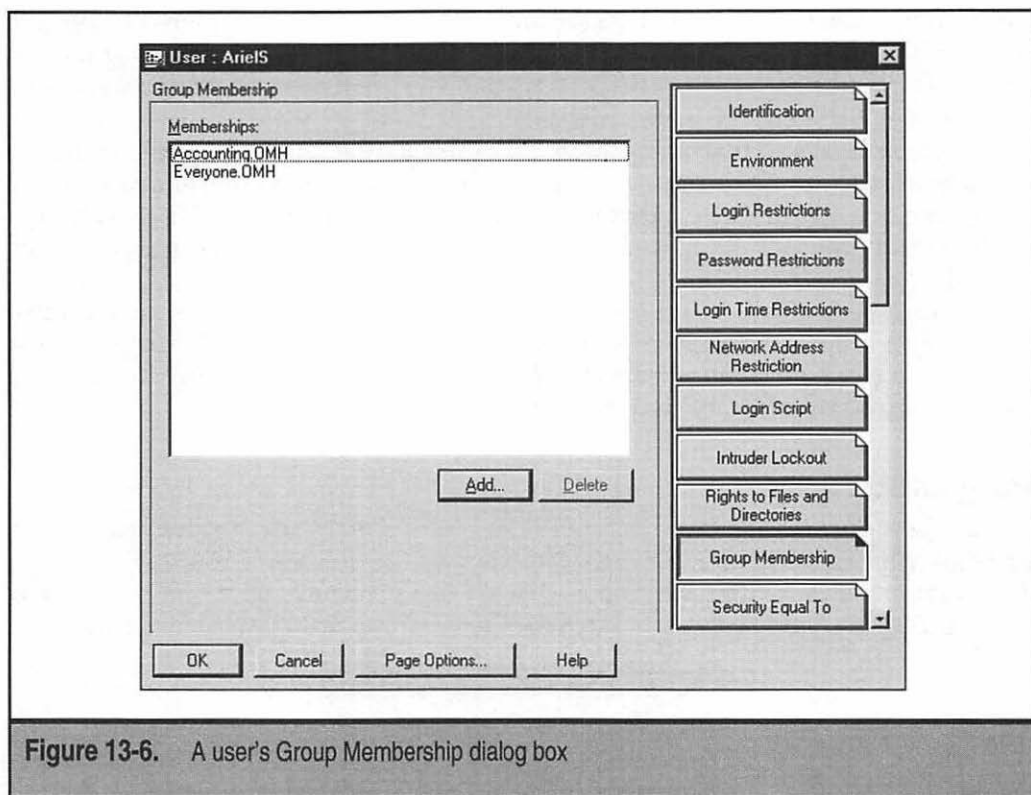 User : ArielS
Group Membership
Memberships:
Accounting.OMH
Everyone.OMH
Add...
Delete
OK
Cancel
Page Options...
Help
Identification
Environment
Login Restrictions
Password Restrictions
Login Time Restrictions
Network Address
Restriction
Login Script
Intruder Lockout
Rights to Files and
Directories
Group Membership
Security Equal To
Figure 13-6. A user's Group Membership dialog box